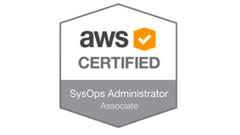 aws
CERTIFIED
SysOps Administrator
Associate